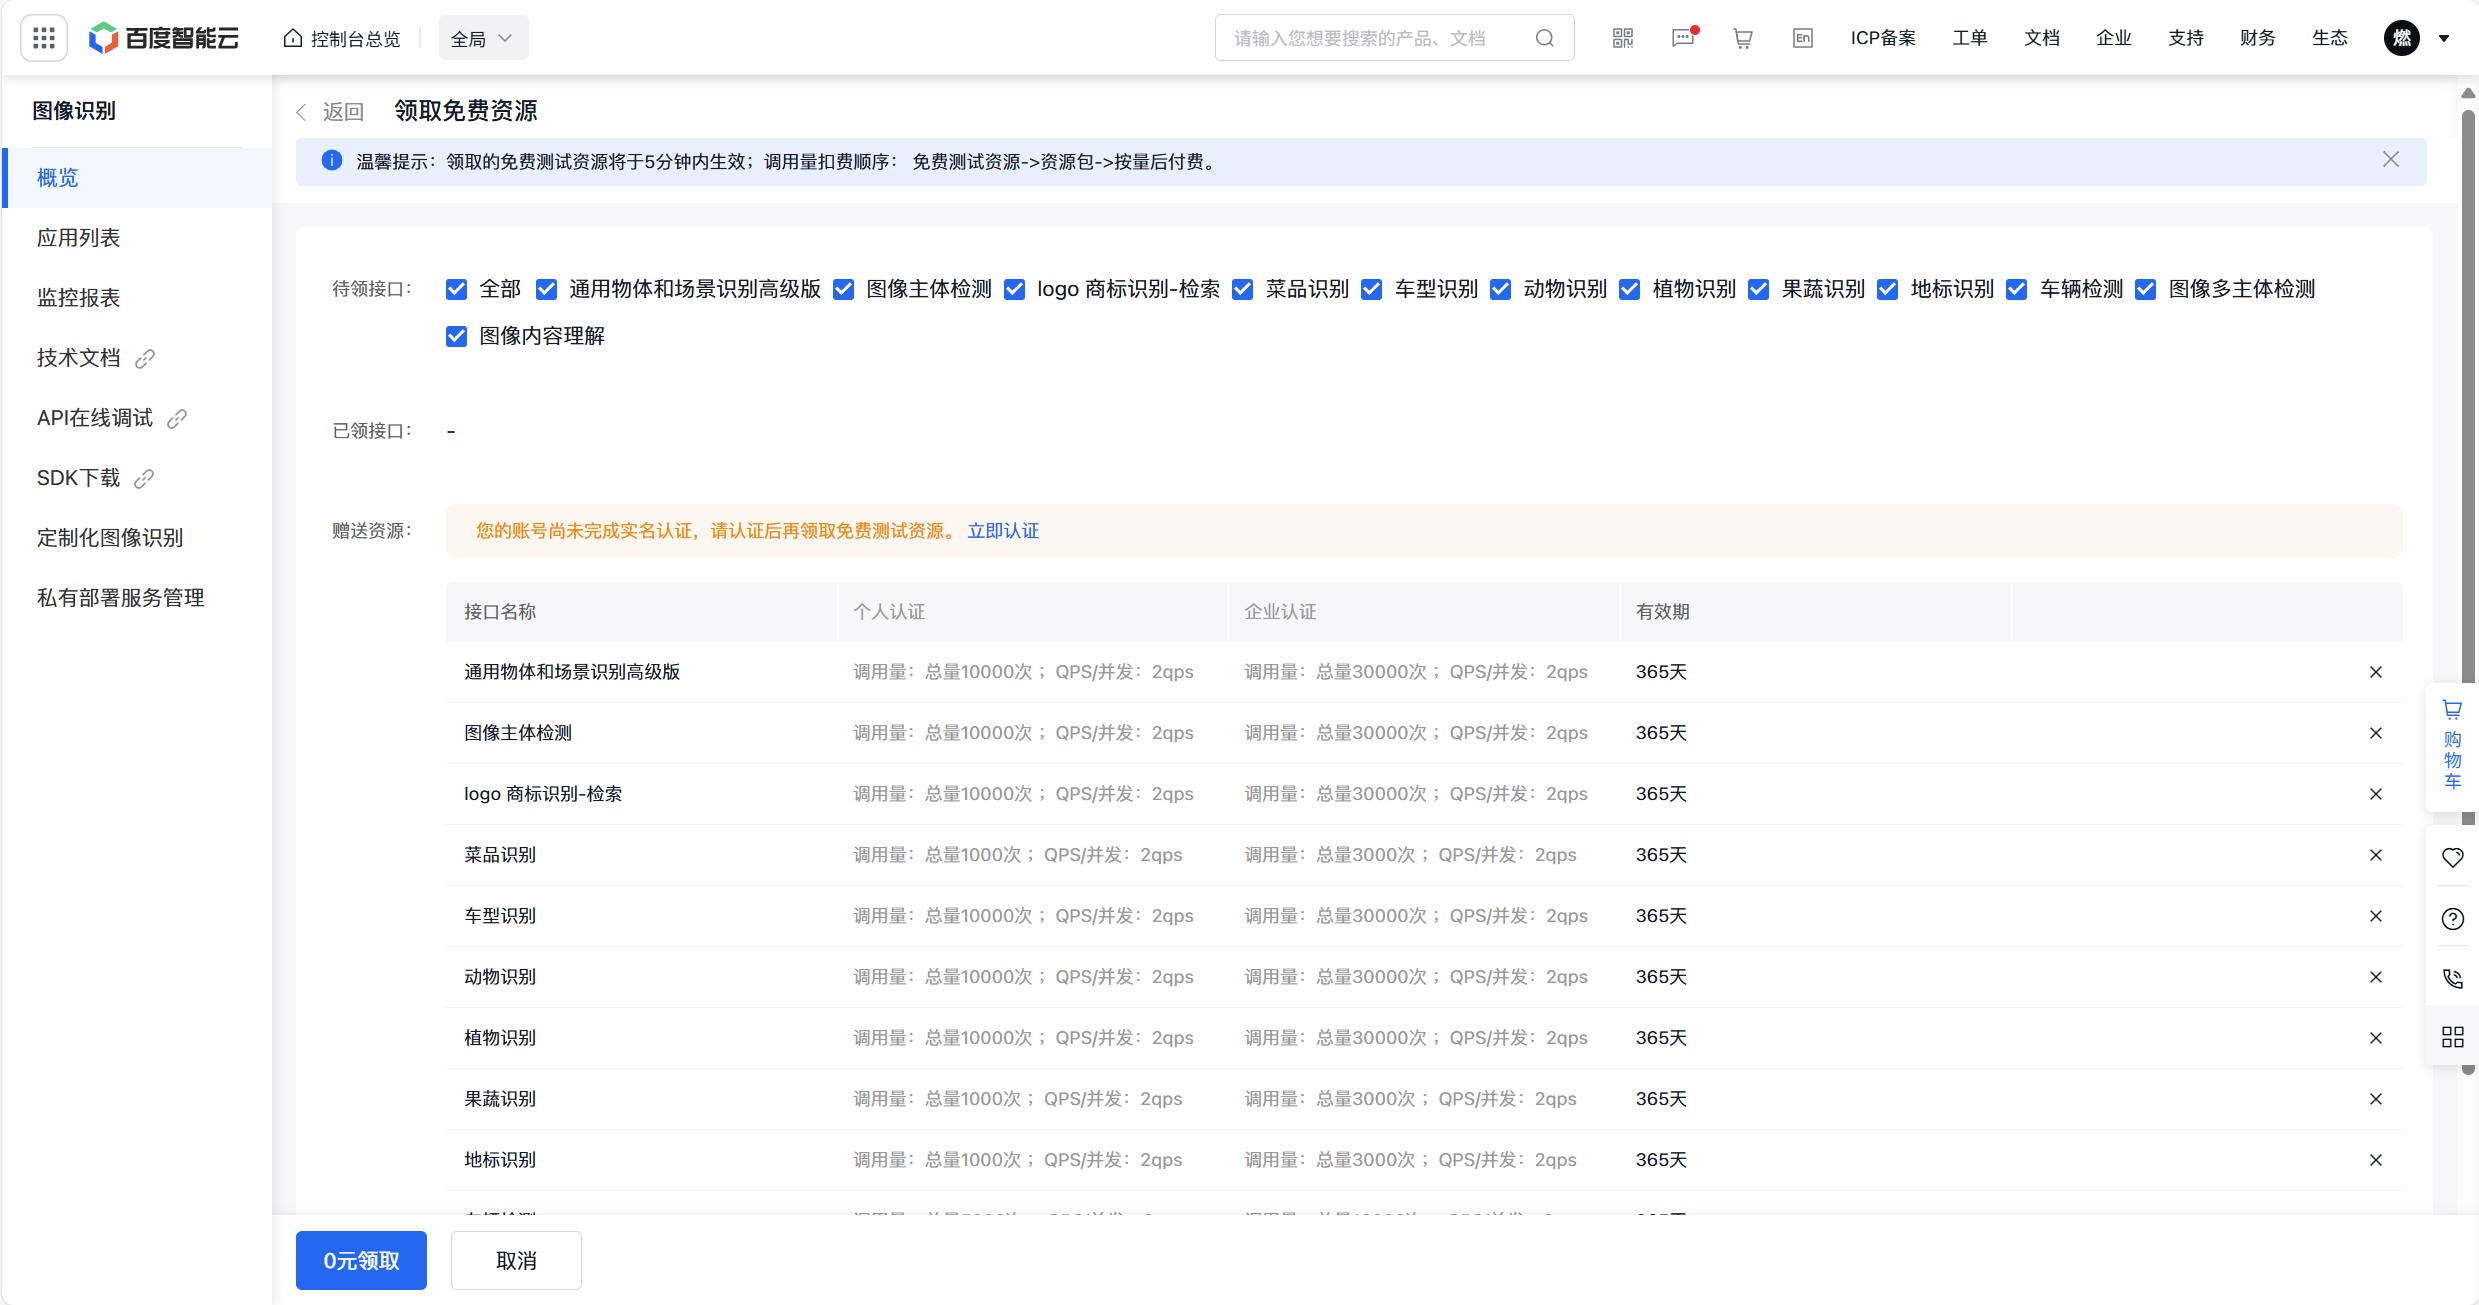 百度智能云 控制台总览 全局 请输入您想要搜索的产品、文档 En ICP备案 工单 文档 企业 支持 财务 生态 燃
图像识别
概览
应用列表
监控报表
技术文档
API在线调试
SDK下载
定制化图像识别
私有部署服务管理
返回 领取免费资源
温馨提示：领取的免费测试资源将于5分钟内生效；调用量扣费顺序： 免费测试资源->资源包->按量后付费。
待领接口： 全部 通用物体和场景识别高级版 图像主体检测 logo 商标识别-检索 菜品识别 车型识别 动物识别 植物识别 果蔬识别 地标识别 车辆检测 图像多主体检测
图像内容理解
已领接口： -
赠送资源： 您的账号尚未完成实名认证，请认证后再领取免费测试资源。 立即认证
接口名称 个人认证 企业认证 有效期
通用物体和场景识别高级版 调用量：总量10000次； QPS/并发：2qps 调用量：总量30000次； QPS/并发：2qps 365天
图像主体检测 调用量：总量10000次； QPS/并发：2qps 调用量：总量30000次； QPS/并发：2qps 365天
logo 商标识别-检索 调用量：总量10000次； QPS/并发：2qps 调用量：总量30000次； QPS/并发：2qps 365天
菜品识别 调用量：总量1000次； QPS/并发：2qps 调用量：总量3000次； QPS/并发：2qps 365天
车型识别 调用量：总量10000次； QPS/并发：2qps 调用量：总量30000次； QPS/并发：2qps 365天
动物识别 调用量：总量10000次； QPS/并发：2qps 调用量：总量30000次； QPS/并发：2qps 365天
植物识别 调用量：总量10000次； QPS/并发：2qps 调用量：总量30000次； QPS/并发：2qps 365天
果蔬识别 调用量：总量1000次； QPS/并发：2qps 调用量：总量3000次； QPS/并发：2qps 365天
地标识别 调用量：总量1000次； QPS/并发：2qps 调用量：总量3000次； QPS/并发：2qps 365天
0元领取 取消
购
物
车